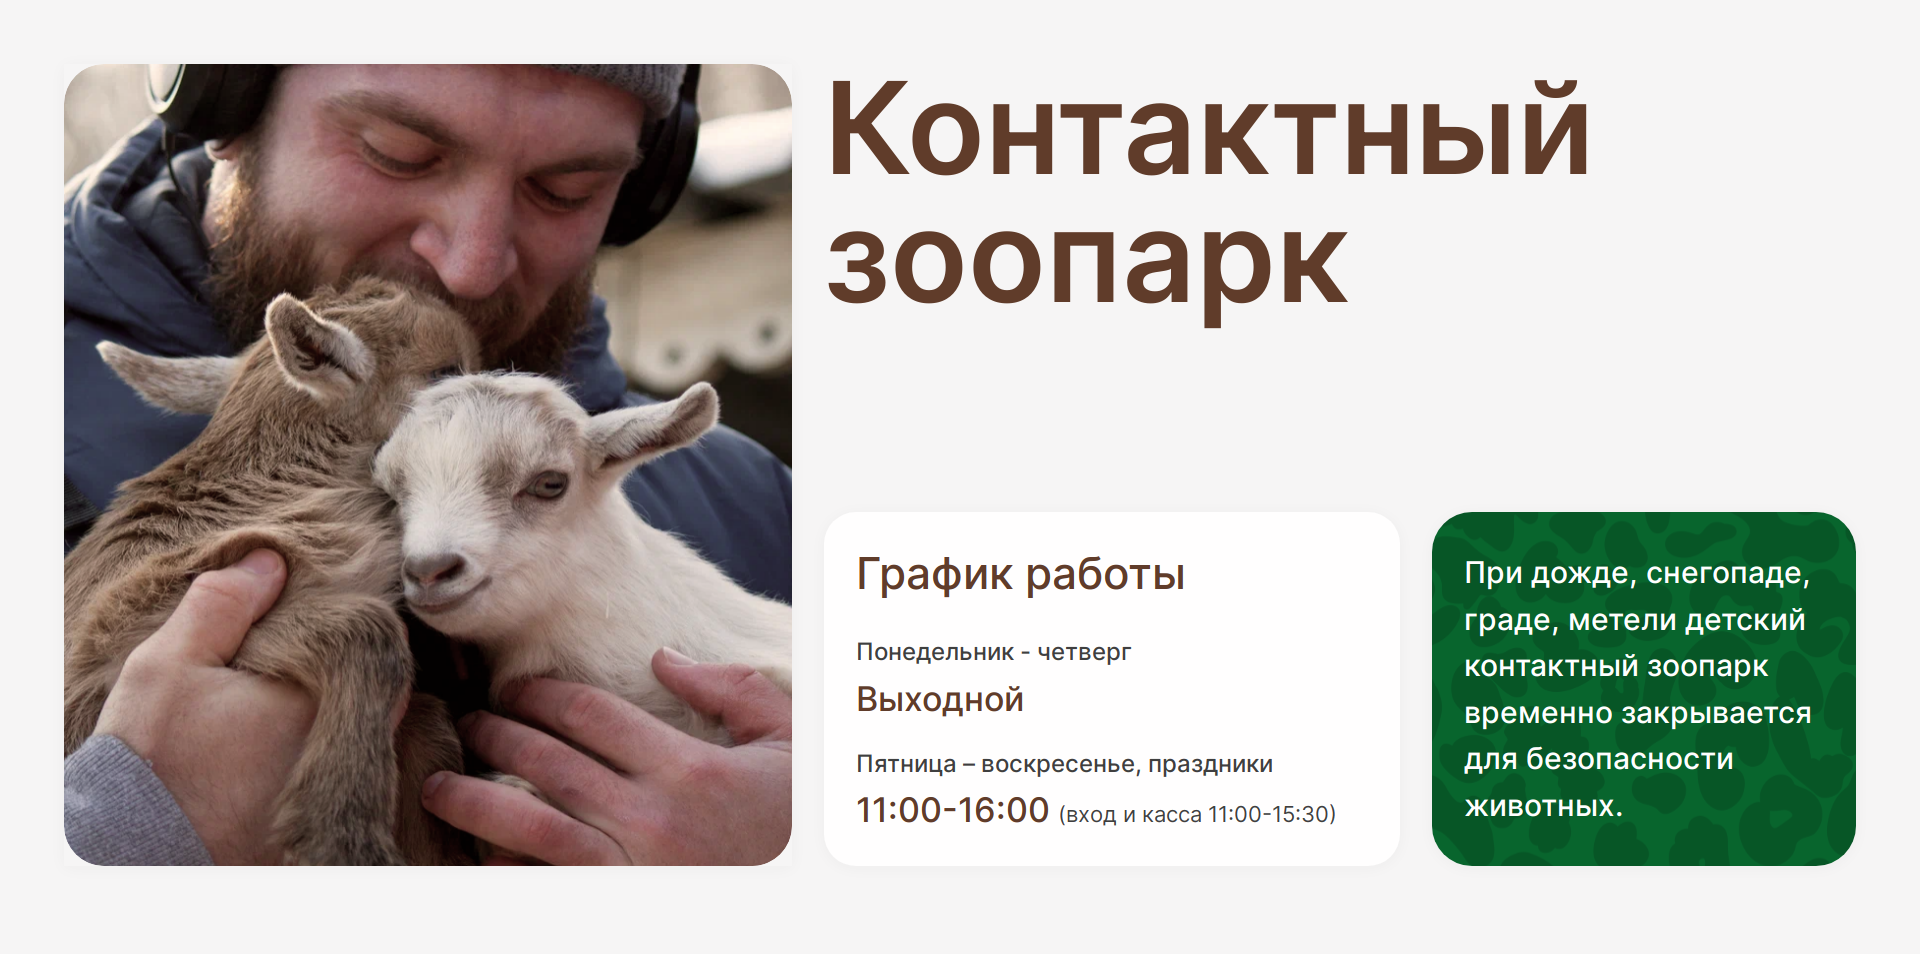 Контактный
зоопарк
График работы
Понедельник - четверг
Выходной
Пятница – воскресенье, праздники
11:00-16:00 (вход и касса 11:00-15:30)
При дожде, снегопаде,
граде, метели детский
контактный зоопарк
временно закрывается
для безопасности
животных.